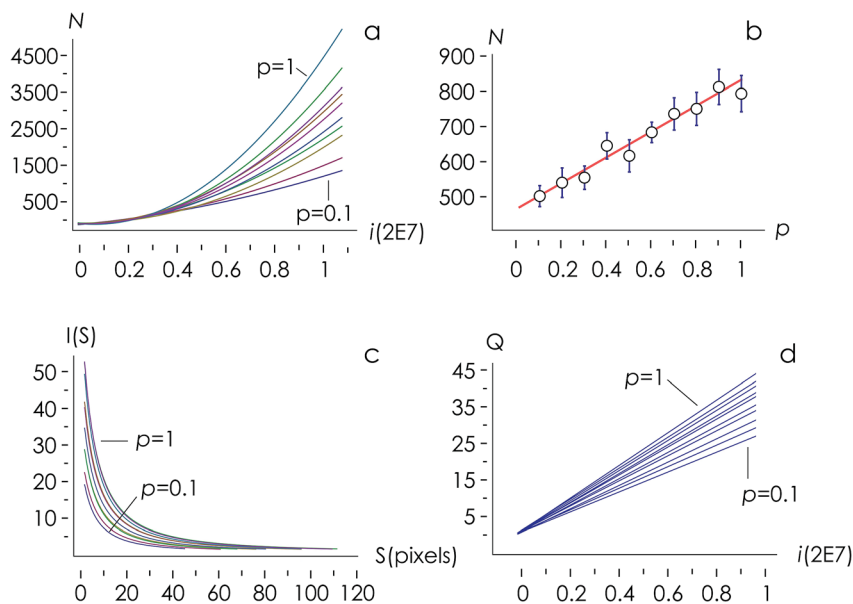 N
a
4500
3500
2500
1500
500
p=1
p=0.1
i(2E7)
0 0.2 0.4 0.6 0.8 1
N
b
900
800
700
600
500
p
0 0.2 0.4 0.6 0.8 1
I(S)
c
50
40
30
20
10
p=1
p=0.1
S(pixels)
0 20 40 60 80 100 120
Q
d
45
35
25
15
5
p=1
p=0.1
i(2E7)
0 0.2 0.4 0.6 0.8 1